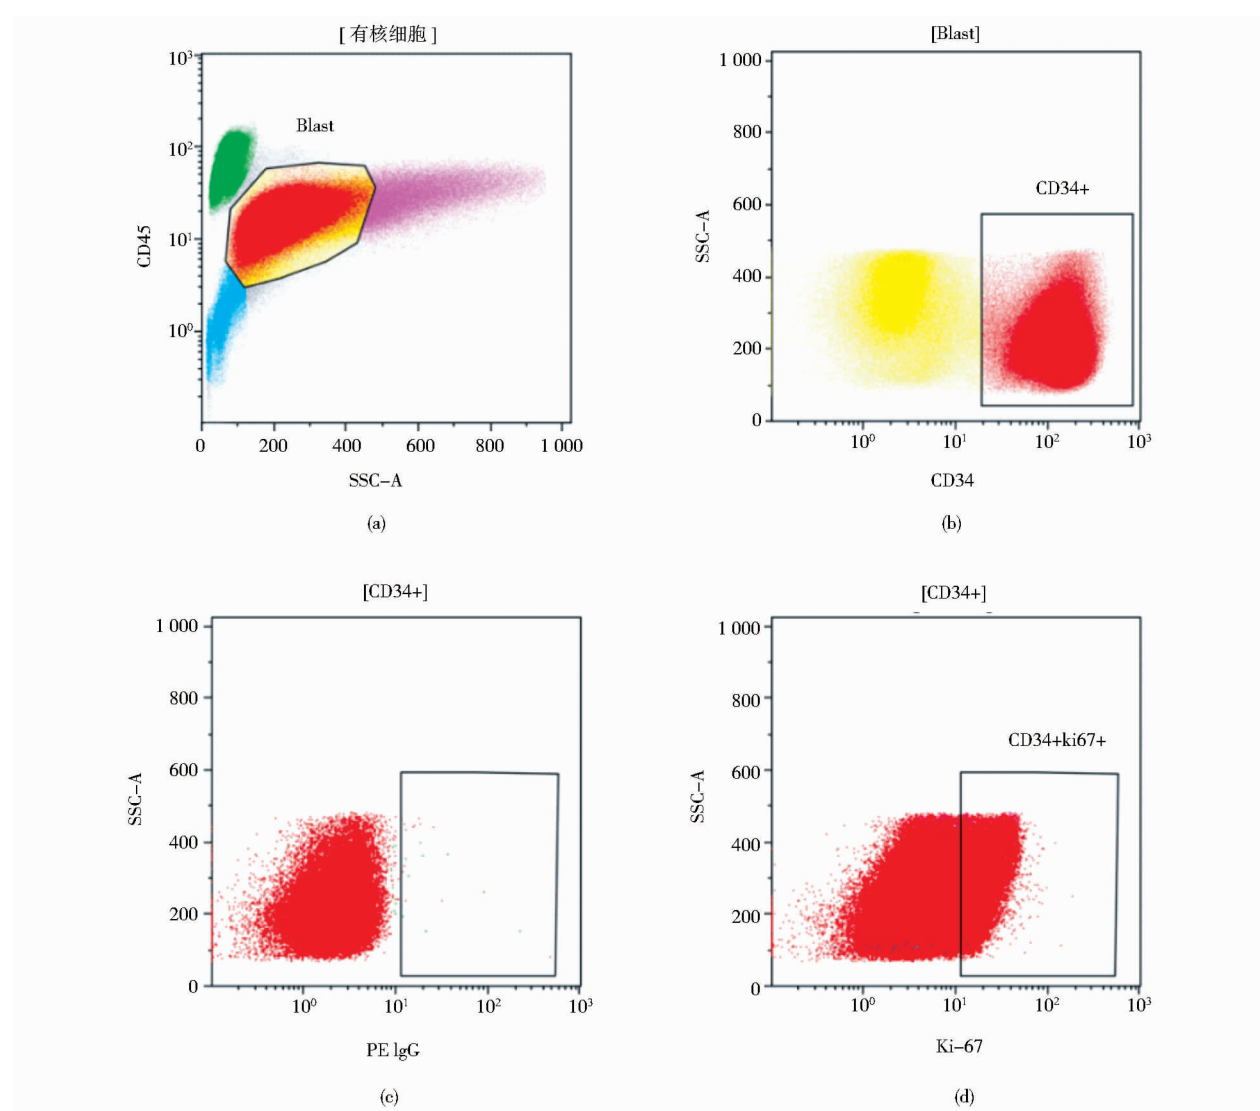 [有核细胞]
Blast
10³
10²
10¹
10⁰
CD45
0 200 400 600 800 1 000
SSC-A
(a)
[Blast]
CD34+
1 000
800
600
400
200
0
SSC-A
10⁰ 10¹ 10² 10³
CD34
(b)
[CD34+]
1 000
800
600
400
200
0
SSC-A
10⁰ 10¹ 10² 10³
PE lgG
(c)
[CD34+]
CD34+ki67+
1 000
800
600
400
200
0
SSC-A
10⁰ 10¹ 10² 10³
Ki-67
(d)